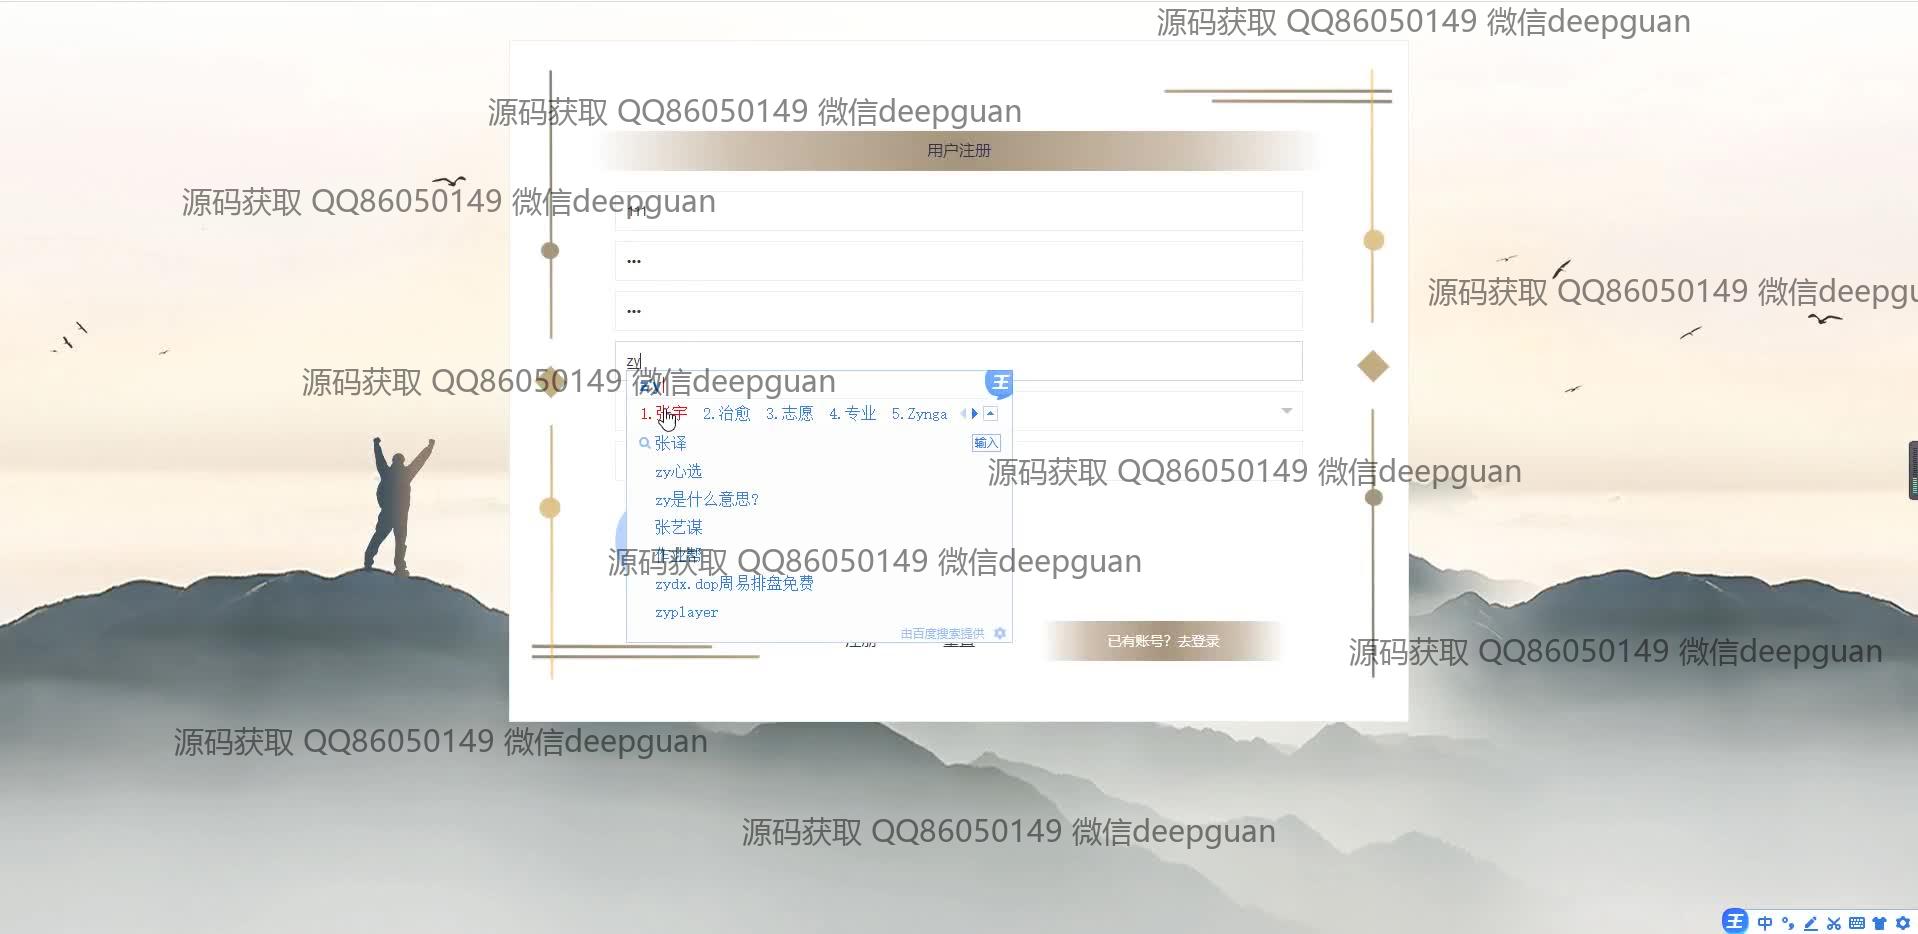 源码获取 QQ86050149 微信deepguan
源码获取 QQ86050149 微信deepguan
用户注册
源码获取 QQ86050149 微信deepguan
111
•••
源码获取 QQ86050149 微信deepgu
•••
zy
源码获取 QQ86050149 微信deepguan
zy
王
1.张宇 2.治愈 3.志愿 4.专业 5.Zynga
张译
输入
zy心选
源码获取 QQ86050149 微信deepguan
zy是什么意思?
张艺谋
作业帮
源码获取 QQ86050149 微信deepguan
zydx.dop周易排盘免费
zyplayer
由百度搜索提供
注册
重置
已有账号？去登录
源码获取 QQ86050149 微信deepguan
源码获取 QQ86050149 微信deepguan
源码获取 QQ86050149 微信deepguan
王 中